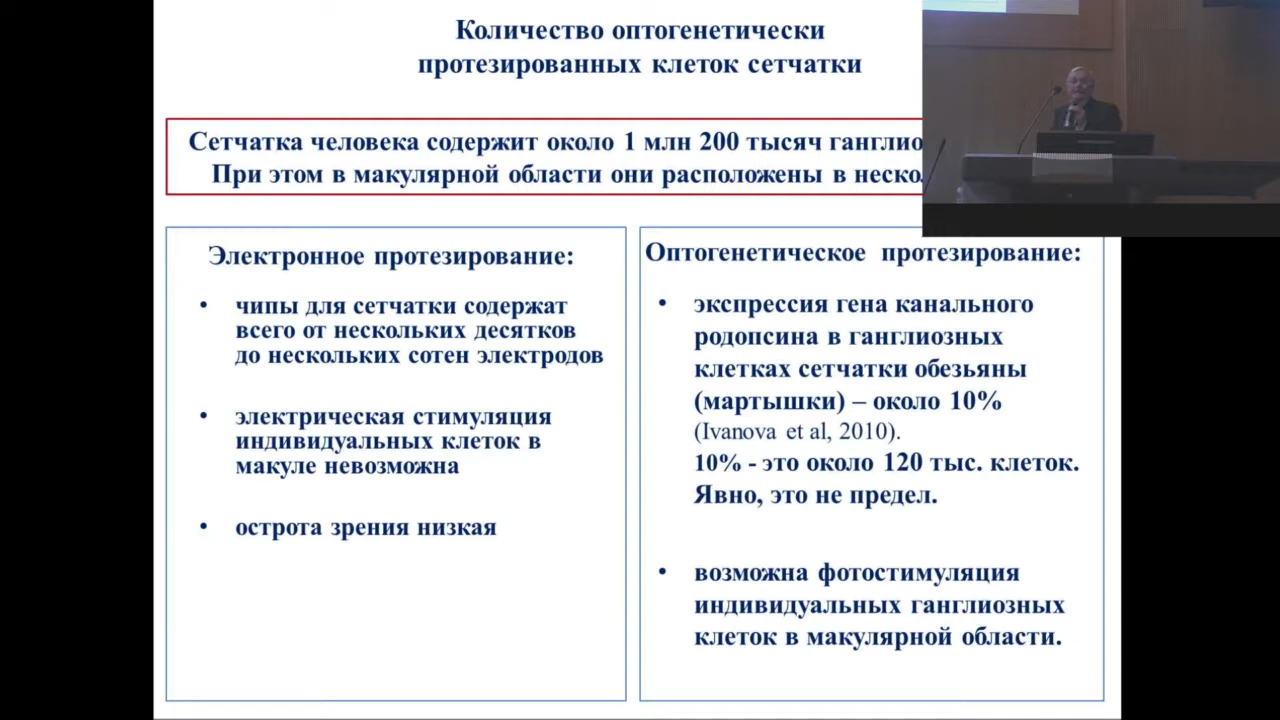 Количество оптогенетически
протезированных клеток сетчатки
Сетчатка человека содержит около 1 млн 200 тысяч
При этом в макулярной области они расположены в
Электронное протезирование:
• чипы для сетчатки содержат
всего от нескольких десятков
до нескольких сотен электродов
• электрическая стимуляция
индивидуальных клеток в
макуле невозможна
• острота зрения низкая
Оптогенетическое протезирование:
• экспрессия гена канального
родопсина в ганглиозных
клетках сетчатки обезьяны
(мартышки) – около 10%
(Ivanova et al, 2010).
10% - это около 120 тыс. клеток.
Явно, это не предел.
• возможна фотостимуляция
индивидуальных ганглиозных
клеток в макулярной области.